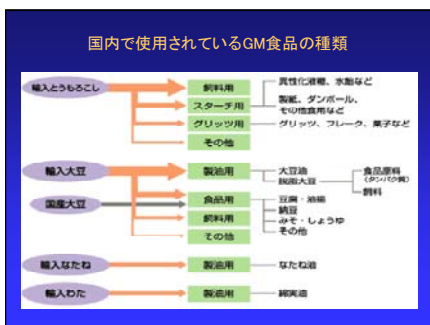 国内で使用されているGM食品の種類
輸入とうもろこし
飼料用
スターチ用
異性化液糖、水飴など
製紙、ダンボール、
その他食用など
グリッツ用
グリッツ、フレーク、菓子など
その他
輸入大豆
製油用
大豆油
脱脂大豆
食品原料
(タンパク質)
飼料
国産大豆
食品用
豆腐・油揚
納豆
みそ・しょうゆ
その他
飼料用
その他
輸入なたね
製油用
なたね油
輸入わた
製油用
綿実油